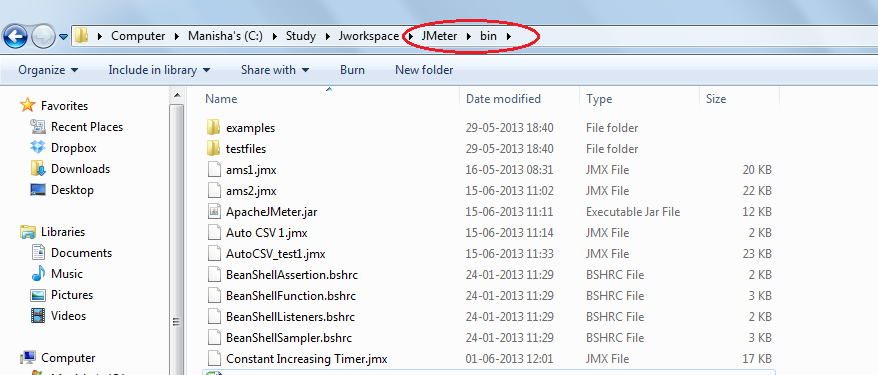 Computer Manisha's (C:) Study Jworkspace JMeter bin
Organize Include in library Share with Burn New folder
Favorites
Recent Places
Dropbox
Downloads
Desktop
Libraries
Documents
Music
Pictures
Videos
Computer
Name Date modified Type Size
examples 29-05-2013 18:40 File folder
testfiles 29-05-2013 18:40 File folder
ams1.jmx 16-05-2013 08:31 JMX File 20 KB
ams2.jmx 15-06-2013 11:02 JMX File 22 KB
ApacheJMeter.jar 15-06-2013 11:11 Executable Jar File 12 KB
Auto CSV 1.jmx 15-06-2013 11:14 JMX File 2 KB
AutoCSV_test1.jmx 15-06-2013 11:33 JMX File 23 KB
BeanShellAssertion.bshrc 24-01-2013 11:29 BSHRC File 2 KB
BeanShellFunction.bshrc 24-01-2013 11:29 BSHRC File 3 KB
BeanShellListeners.bshrc 24-01-2013 11:29 BSHRC File 2 KB
BeanShellSampler.bshrc 24-01-2013 11:29 BSHRC File 3 KB
Constant Increasing Timer.jmx 01-06-2013 12:01 JMX File 17 KB